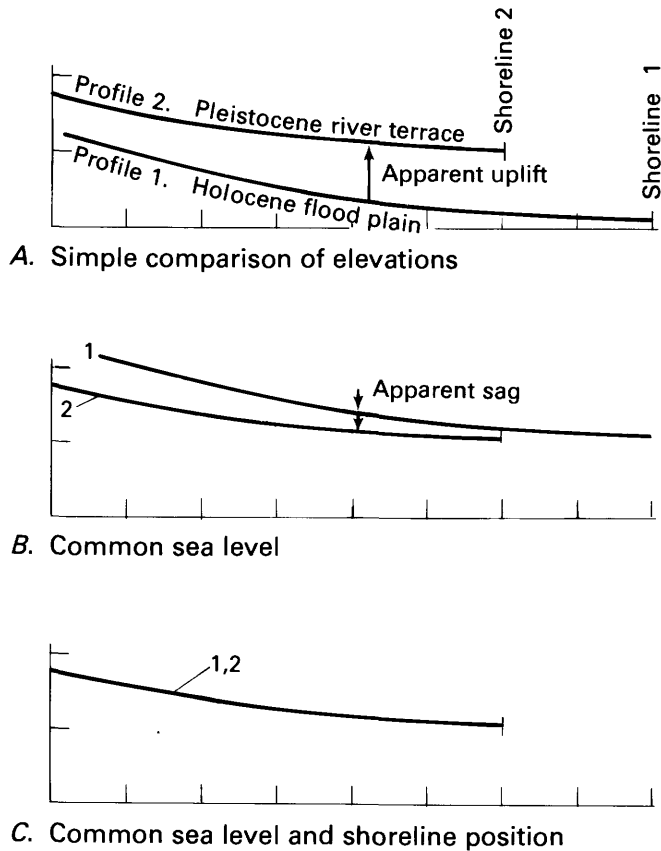 Shoreline 2
Shoreline 1
Profile 2. Pleistocene river terrace
Apparent uplift
Profile 1. Holocene flood plain
A. Simple comparison of elevations
1
Apparent sag
2
B. Common sea level
1,2
C. Common sea level and shoreline position